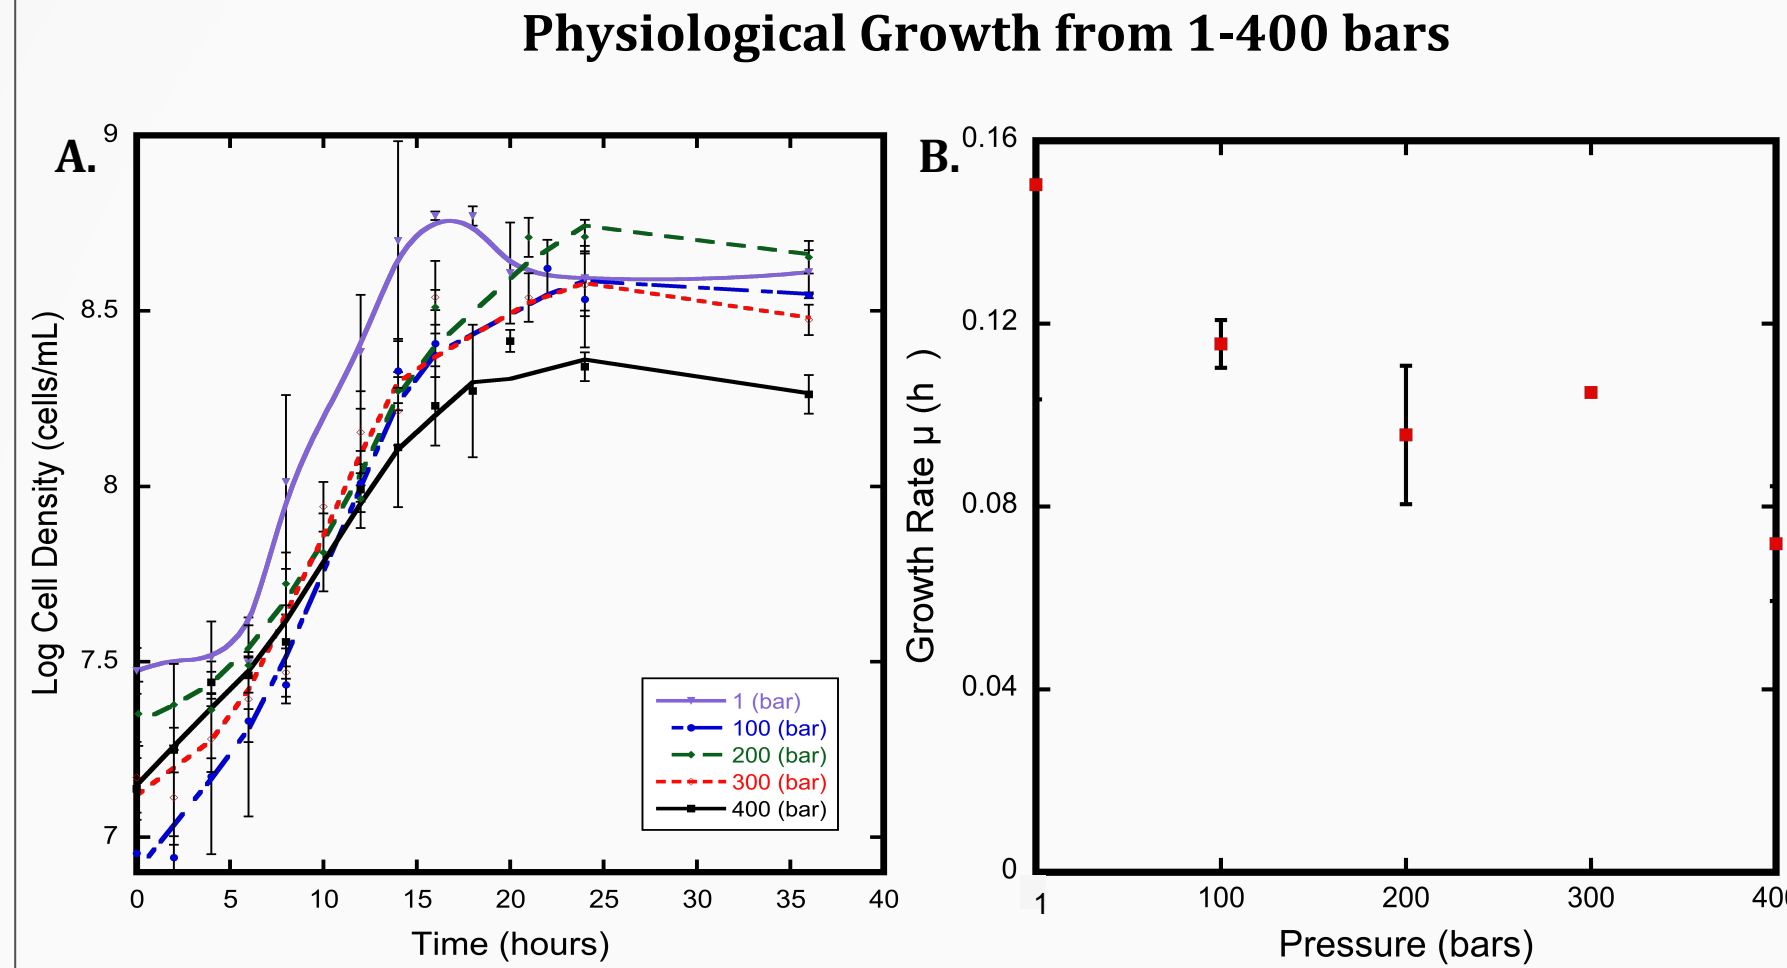 Physiological Growth from 1-400 bars
A.
9
8.5
8
7.5
7
Log Cell Density (cells/mL)
0 5 10 15 20 25 30 35 40
Time (hours)
1 (bar)
100 (bar)
200 (bar)
300 (bar)
400 (bar)
B.
0.16
0.12
0.08
0.04
0
Growth Rate µ (h )
1 100 200 300 400
Pressure (bars)